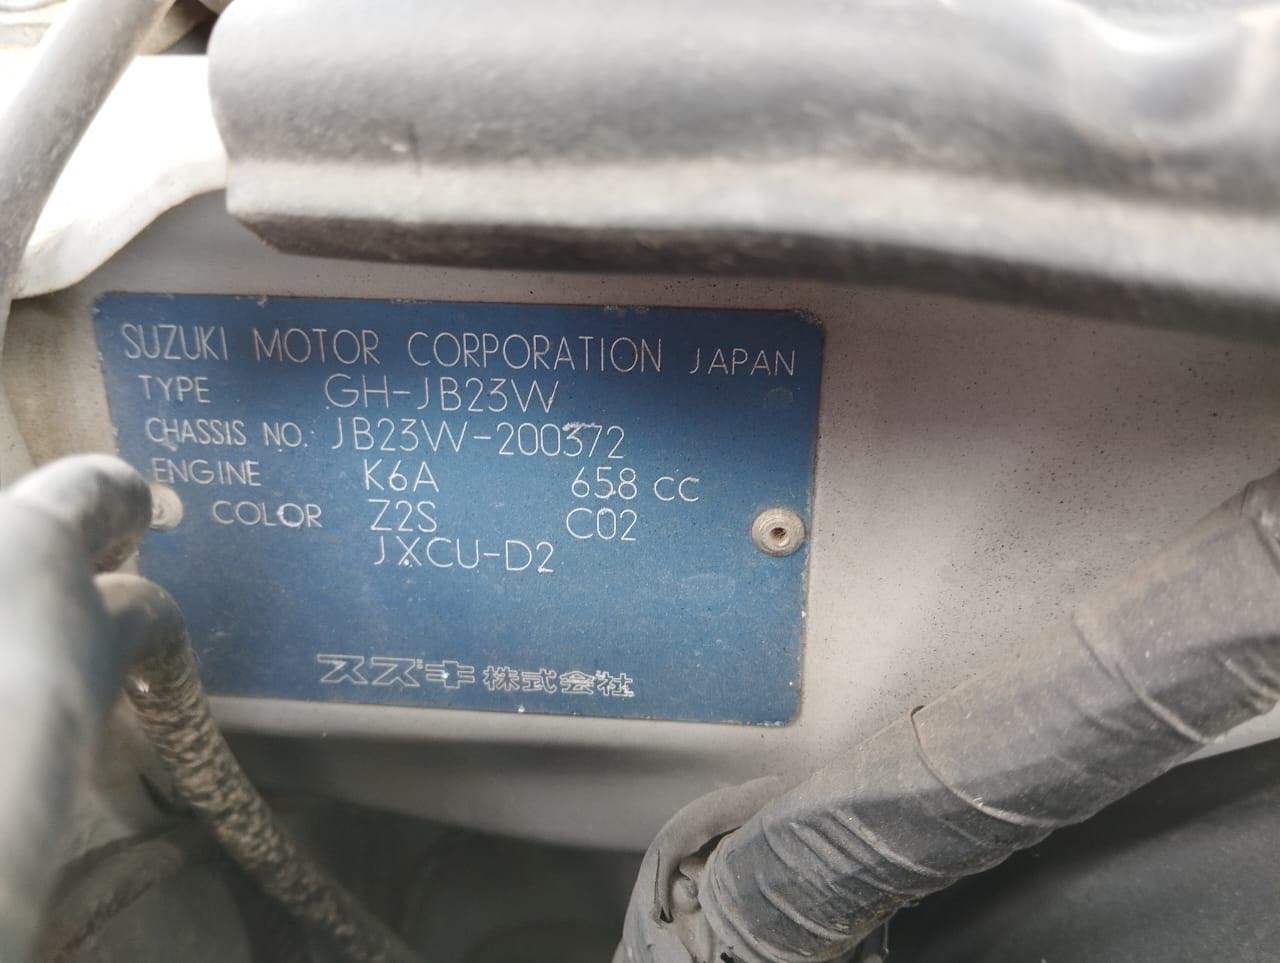 SUZUKI MOTOR CORPORATION JAPAN
TYPE GH-JB23W
CHASSIS NO. JB23W-200372
ENGINE K6A 658 CC
COLOR Z2S C02
JXCU-D2
スズキ株式会社